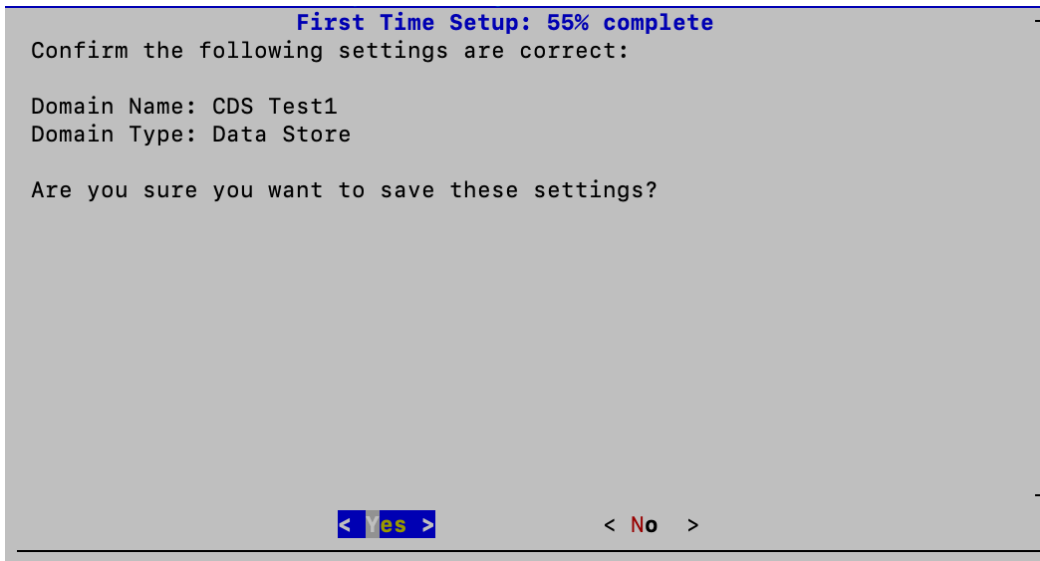 First Time Setup: 55% complete
Confirm the following settings are correct:
Domain Name: CDS Test1
Domain Type: Data Store
Are you sure you want to save these settings?
< Yes > < No >